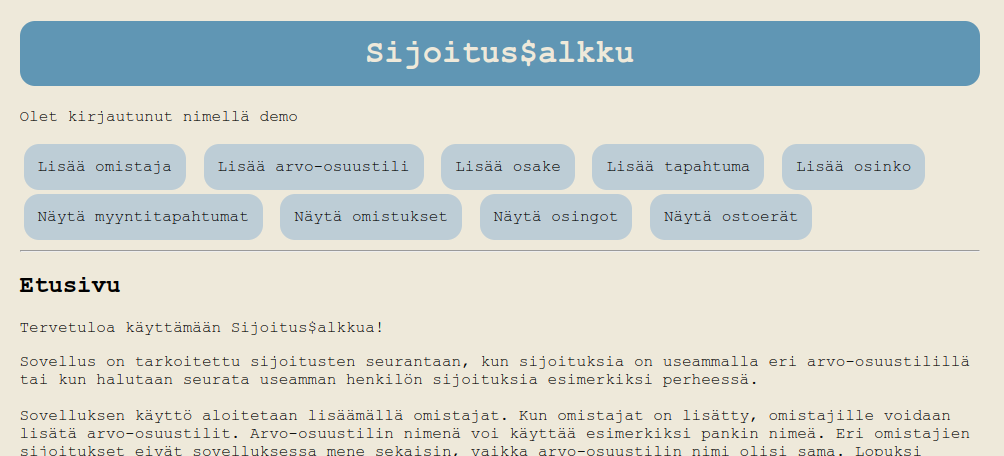 Sijoitus$alkku
Olet kirjautunut nimellä demo
Lisää omistaja Lisää arvo-osuustili Lisää osake Lisää tapahtuma Lisää osinko
Näytä myyntitapahtumat Näytä omistukset Näytä osingot Näytä ostoerät
Etusivu
Tervetuloa käyttämään Sijoitus$alkkua!
Sovellus on tarkoitettu sijoitusten seurantaan, kun sijoituksia on useammalla eri arvo-osuustilillä
tai kun halutaan seurata useamman henkilön sijoituksia esimerkiksi perheessä.
Sovelluksen käyttö aloitetaan lisäämällä omistajat. Kun omistajat on lisätty, omistajille voidaan
lisätä arvo-osuustilit. Arvo-osuustilin nimenä voi käyttää esimerkiksi pankin nimeä. Eri omistajien
sijoitukset eivät sovelluksessa mene sekaisin, vaikka arvo-osuustilin nimi olisi sama. Lopuksi